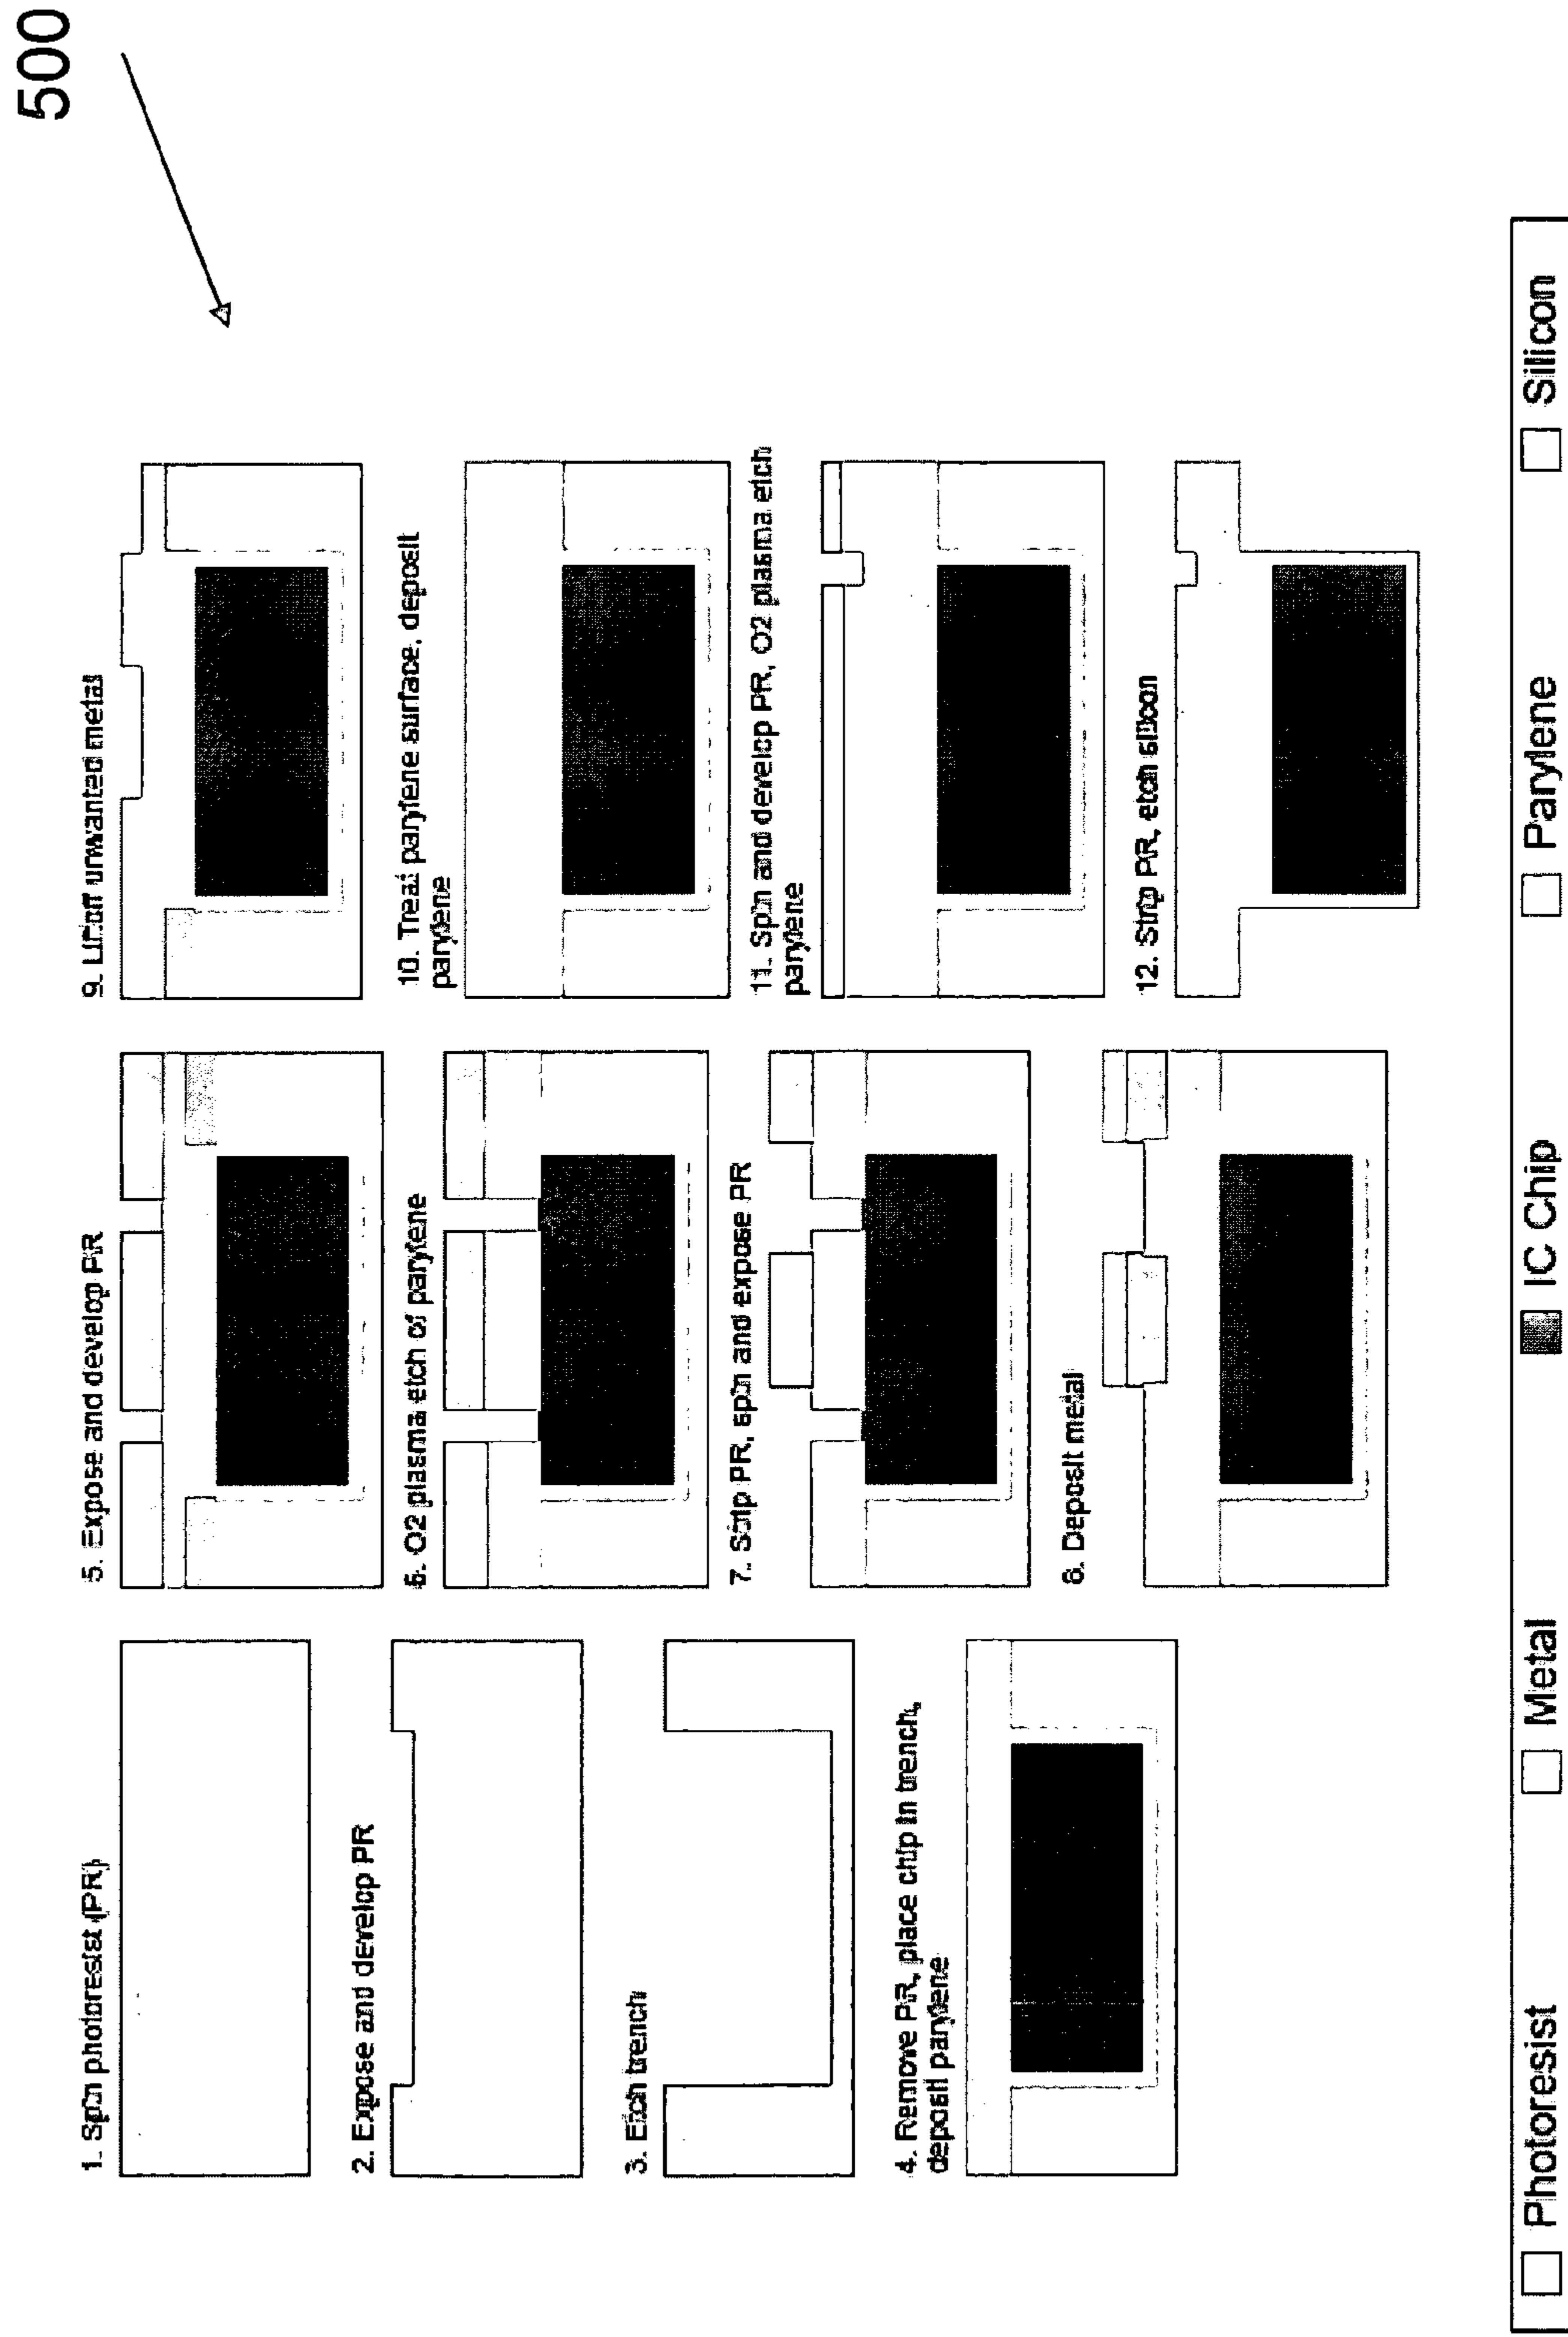 500
1. Spin photoresist (PR)
2. Expose and develop PR
3. Etch trench
4. Remove PR, place chip in trench,
deposit parylene
5. Expose and develop PR
6. O2 plasma etch of parylene
7. Strip PR, spin and expose PR
8. Deposit metal
9. Liftoff unwanted metal
10. Treat parylene surface, deposit
parylene
11. Spin and develop PR, O2 plasma etch
parylene
12. Strip PR, etch silicon
Photoresist
Metal
IC Chip
Parylene
Silicon